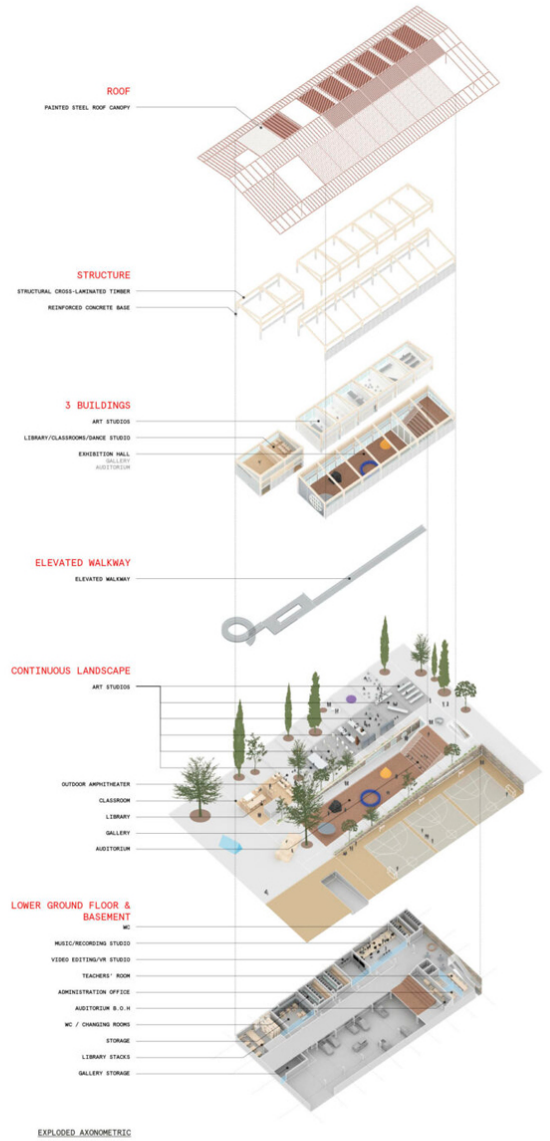 ROOF
PAINTED STEEL ROOF CANOPY
STRUCTURE
STRUCTURAL CROSS-LAMINATED TIMBER
REINFORCED CONCRETE BASE
3 BUILDINGS
ART STUDIOS
LIBRARY/CLASSROOMS/DANCE STUDIO
EXHIBITION HALL
GALLERY
AUDITORIUM
ELEVATED WALKWAY
ELEVATED WALKWAY
CONTINUOUS LANDSCAPE
ART STUDIOS
OUTDOOR AMPHITHEATER
CLASSROOM
LIBRARY
GALLERY
AUDITORIUM
LOWER GROUND FLOOR &
BASEMENT
WC
MUSIC/RECORDING STUDIO
VIDEO EDITING/VR STUDIO
TEACHERS' ROOM
ADMINISTRATION OFFICE
AUDITORIUM B.O.H
WC / CHANGING ROOMS
STORAGE
LIBRARY STACKS
GALLERY STORAGE
EXPLODED AXONOMETRIC